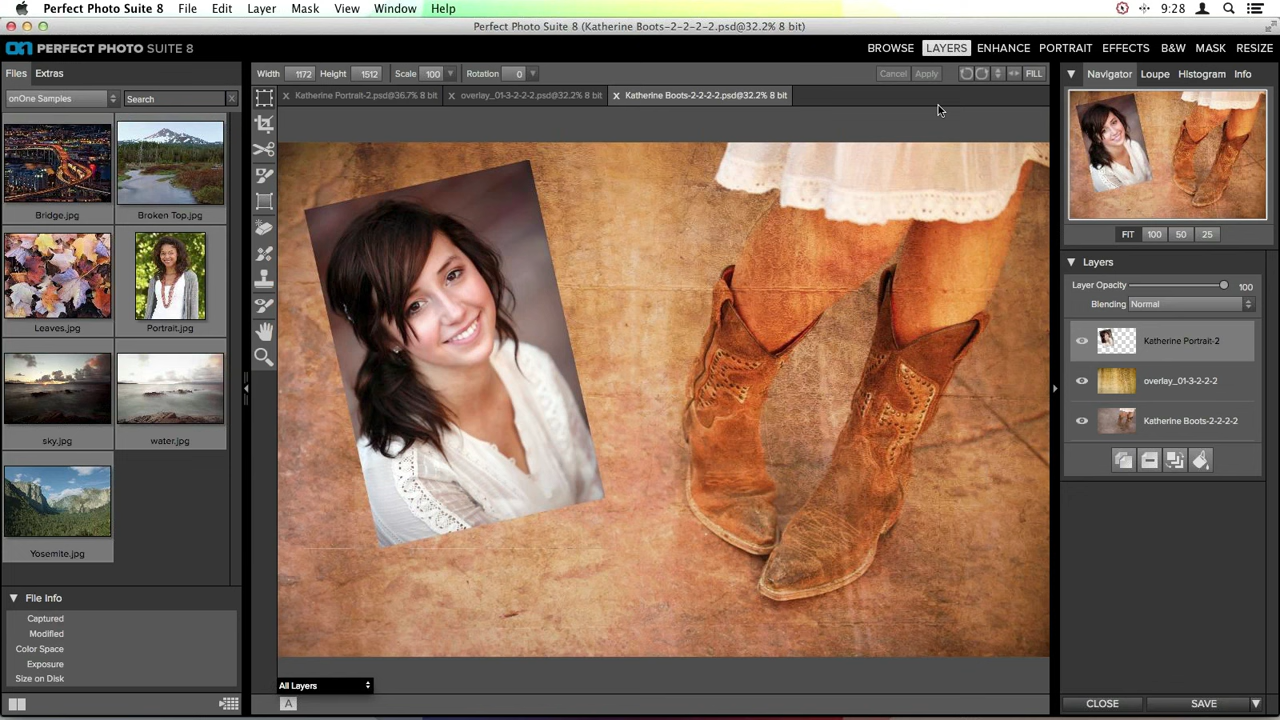 Perfect Photo Suite 8 File Edit Layer Mask View Window Help 9:28
Perfect Photo Suite 8 (Katherine Boots-2-2-2-2.psd@32.2% 8 bit)
on1 PERFECT PHOTO SUITE 8 BROWSE LAYERS ENHANCE PORTRAIT EFFECTS B&W MASK RESIZE
Files Extras Width 1172 Height 1512 Scale 100 Rotation 0 Cancel Apply FILL Navigator Loupe Histogram Info
onOne Samples Search X
X Katherine Portrait-2.psd@36.7% 8 bit X overlay_01-3-2-2-2.psd@32.2% 8 bit X Katherine Boots-2-2-2-2.psd@32.2% 8 bit
Bridge.jpg Broken Top.jpg
Leaves.jpg Portrait.jpg
sky.jpg water.jpg
Yosemite.jpg
File Info
Captured
Modified
Color Space
Exposure
Size on Disk
All Layers
A
FIT 100 50 25
Layers
Layer Opacity 100
Blending Normal
Katherine Portrait-2
overlay_01-3-2-2-2
Katherine Boots-2-2-2-2
CLOSE SAVE